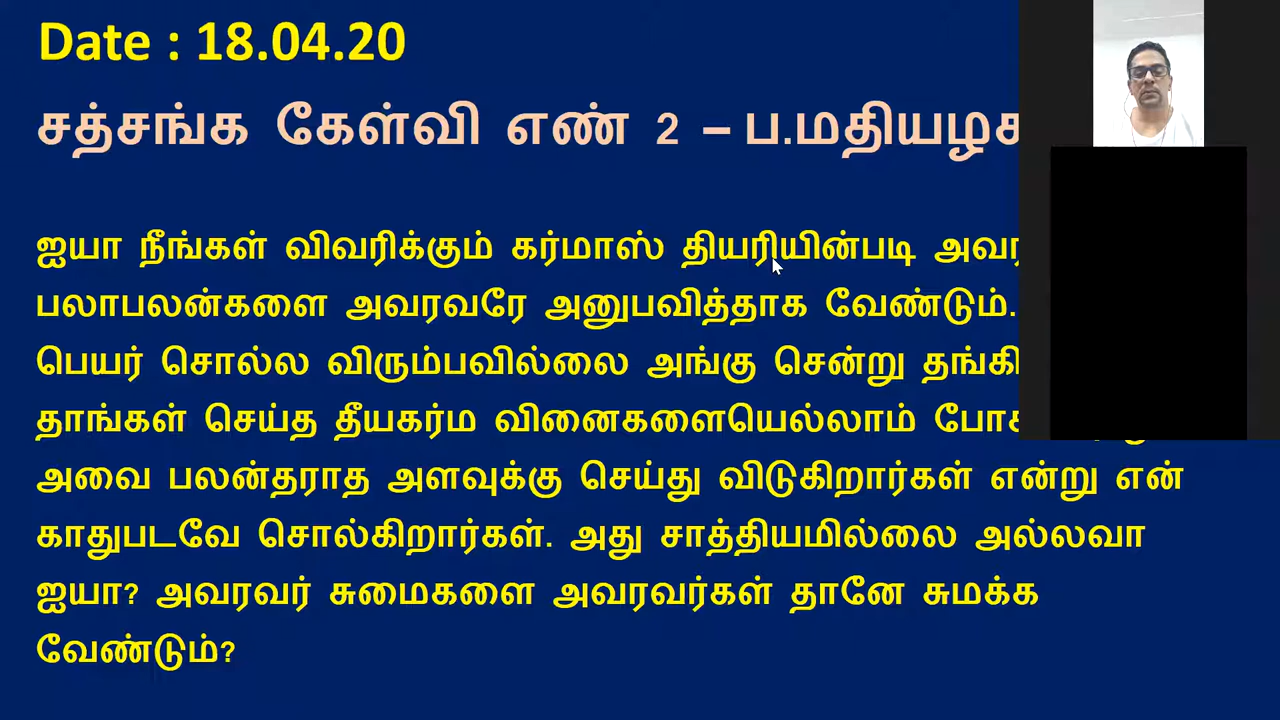 Date : 18.04.20
சத்சங்க கேள்வி எண் 2 – ப.மதியழக
ஐயா நீங்கள் விவரிக்கும் கர்மாஸ் தியரியின்படி
பலாபலன்களை அவரவரே அனுபவித்தாக வேண்டும்.
பெயர் சொல்ல விரும்பவில்லை அங்கு சென்று
தாங்கள் செய்த தீயகர்ம வினைகளையெல்லாம்
அவை பலன்தராத அளவுக்கு செய்து விடுகிறார்கள் என்று என்
காதுபடவே சொல்கிறார்கள். அது சாத்தியமில்லை அல்லவா
ஐயா? அவரவர் சுமைகளை அவரவர்கள் தானே சுமக்க
வேண்டும்?